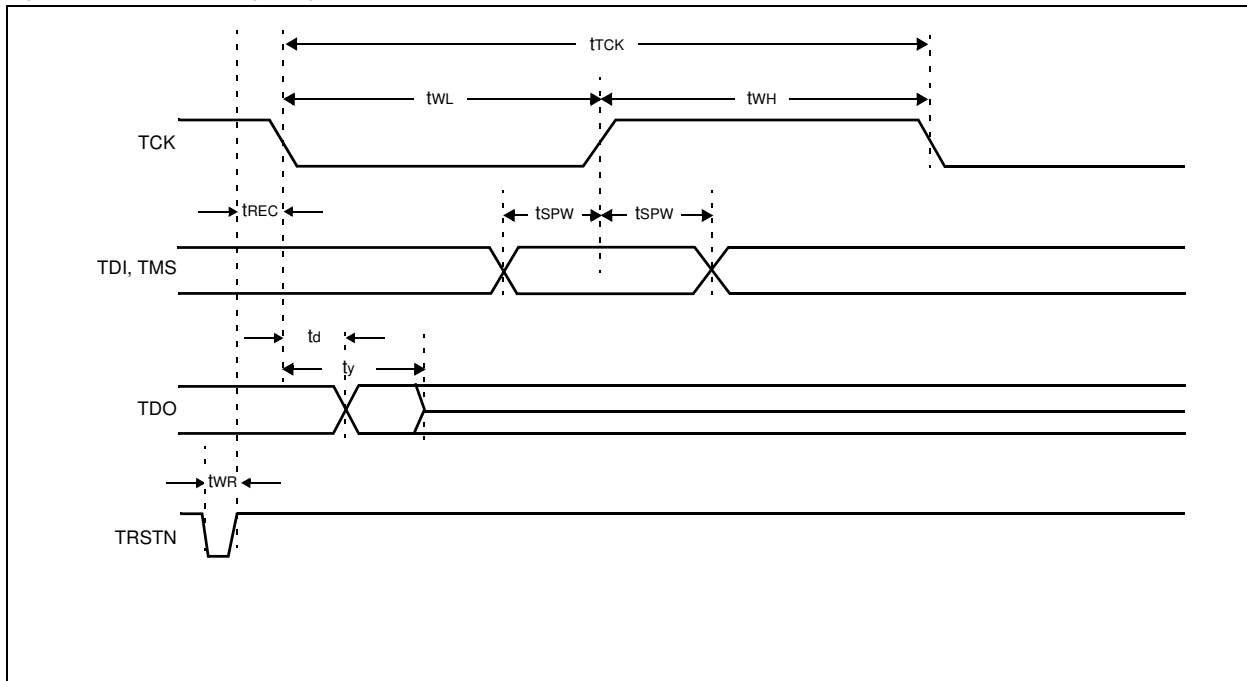 tTCK
tWL tWH
TCK
tREC tSPW tSPW
TDI, TMS
td
ty
TDO
tWR
TRSTN